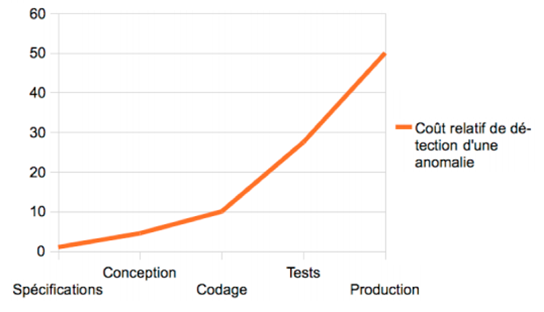 60
50
40
30
20
10
0
Coût relatif de dé-
tection d'une
anomalie
Conception
Tests
Spécifications
Codage
Production